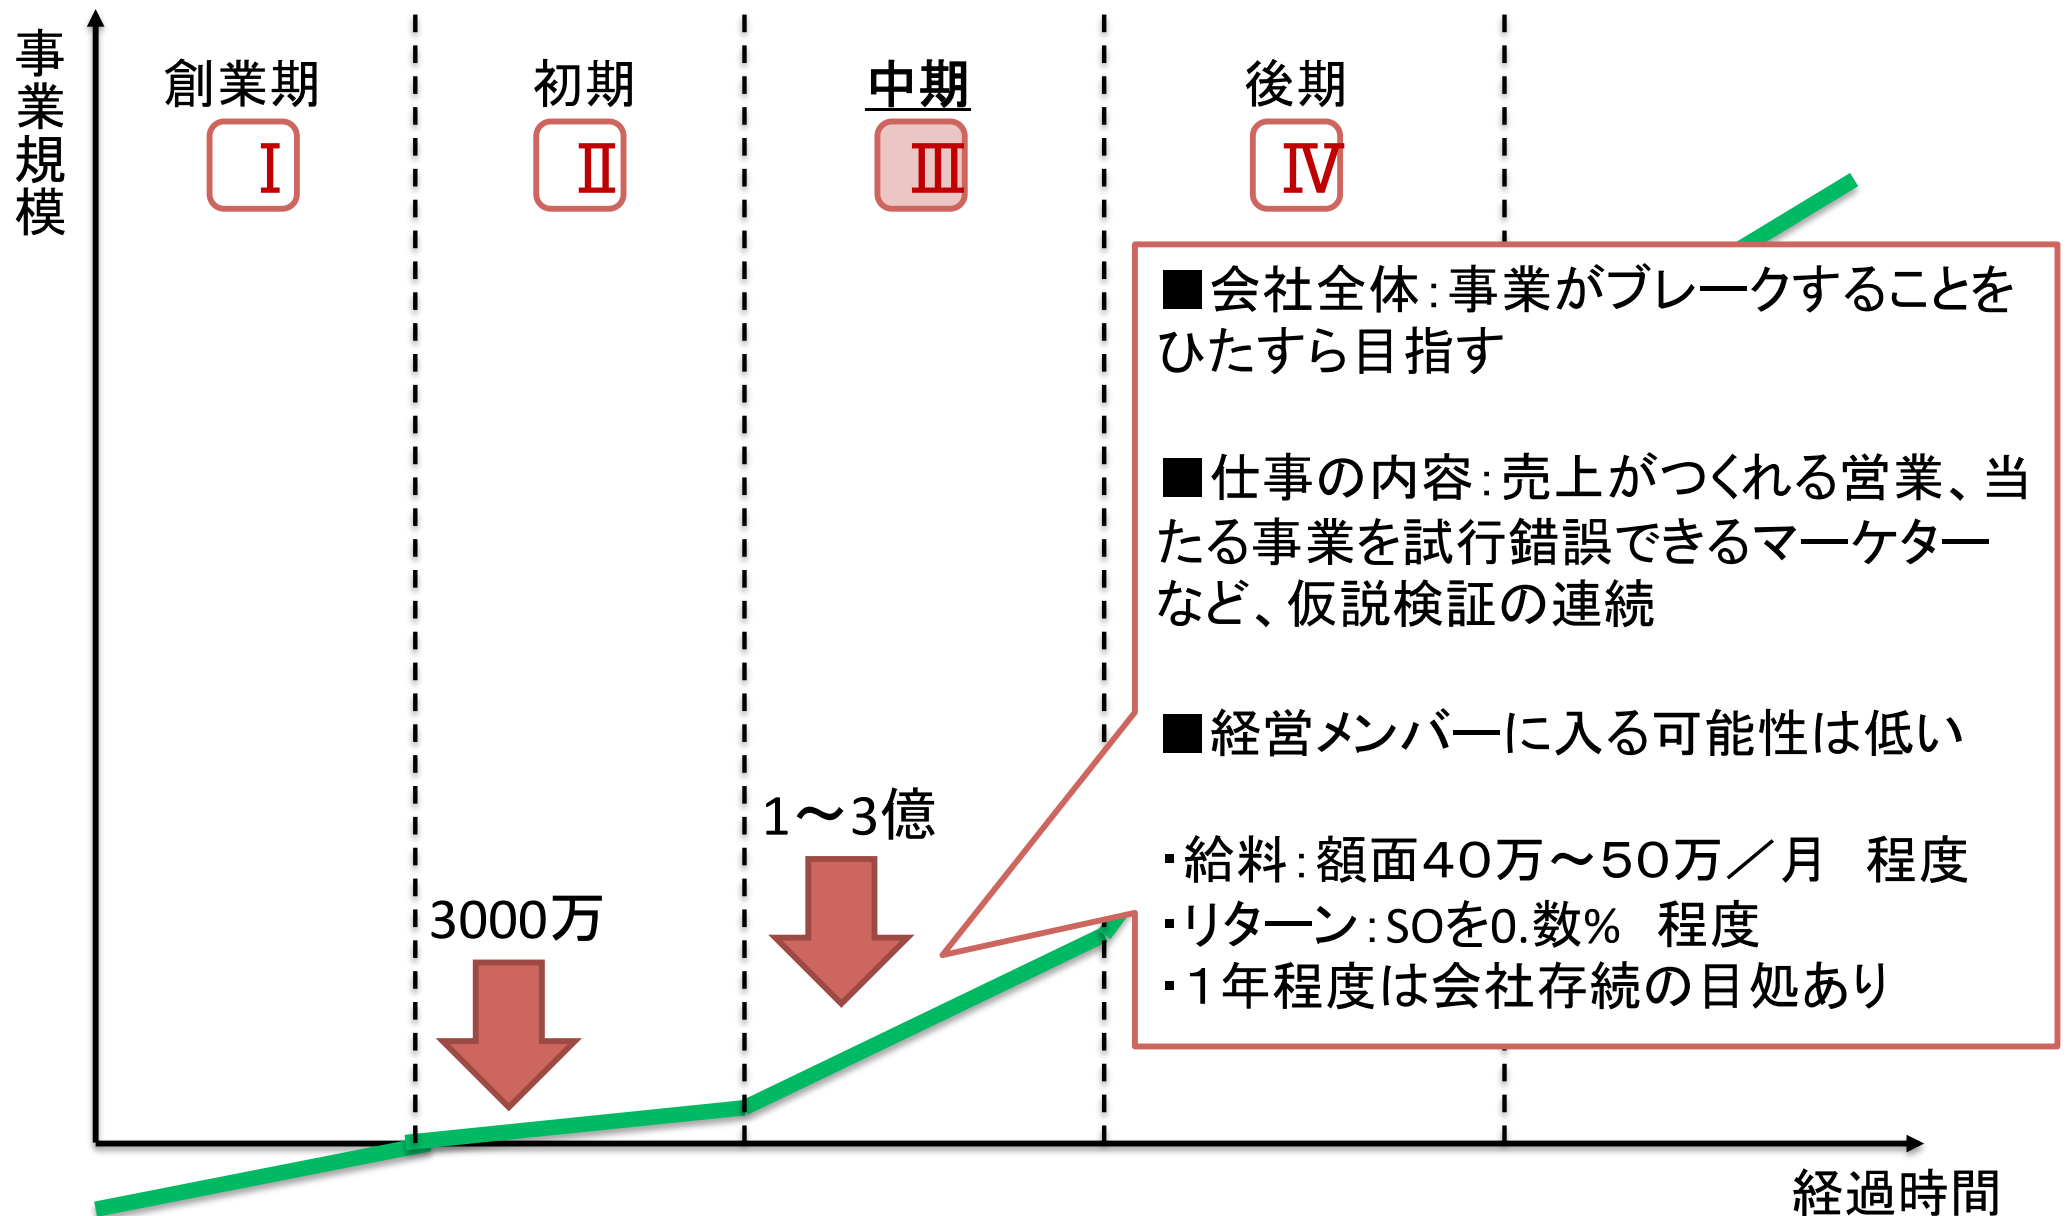 事業規模
創業期
初期
中期
後期
Ⅰ
Ⅱ
Ⅲ
Ⅳ
■会社全体：事業がブレークすることを
ひたすら目指す
■仕事の内容：売上がつくれる営業、当
たる事業を試行錯誤できるマーケター
など、仮説検証の連続
■経営メンバーに入る可能性は低い
・給料：額面４０万～５０万／月　程度
・リターン：SOを0.数%　程度
・１年程度は会社存続の目処あり
1～3億
3000万
経過時間